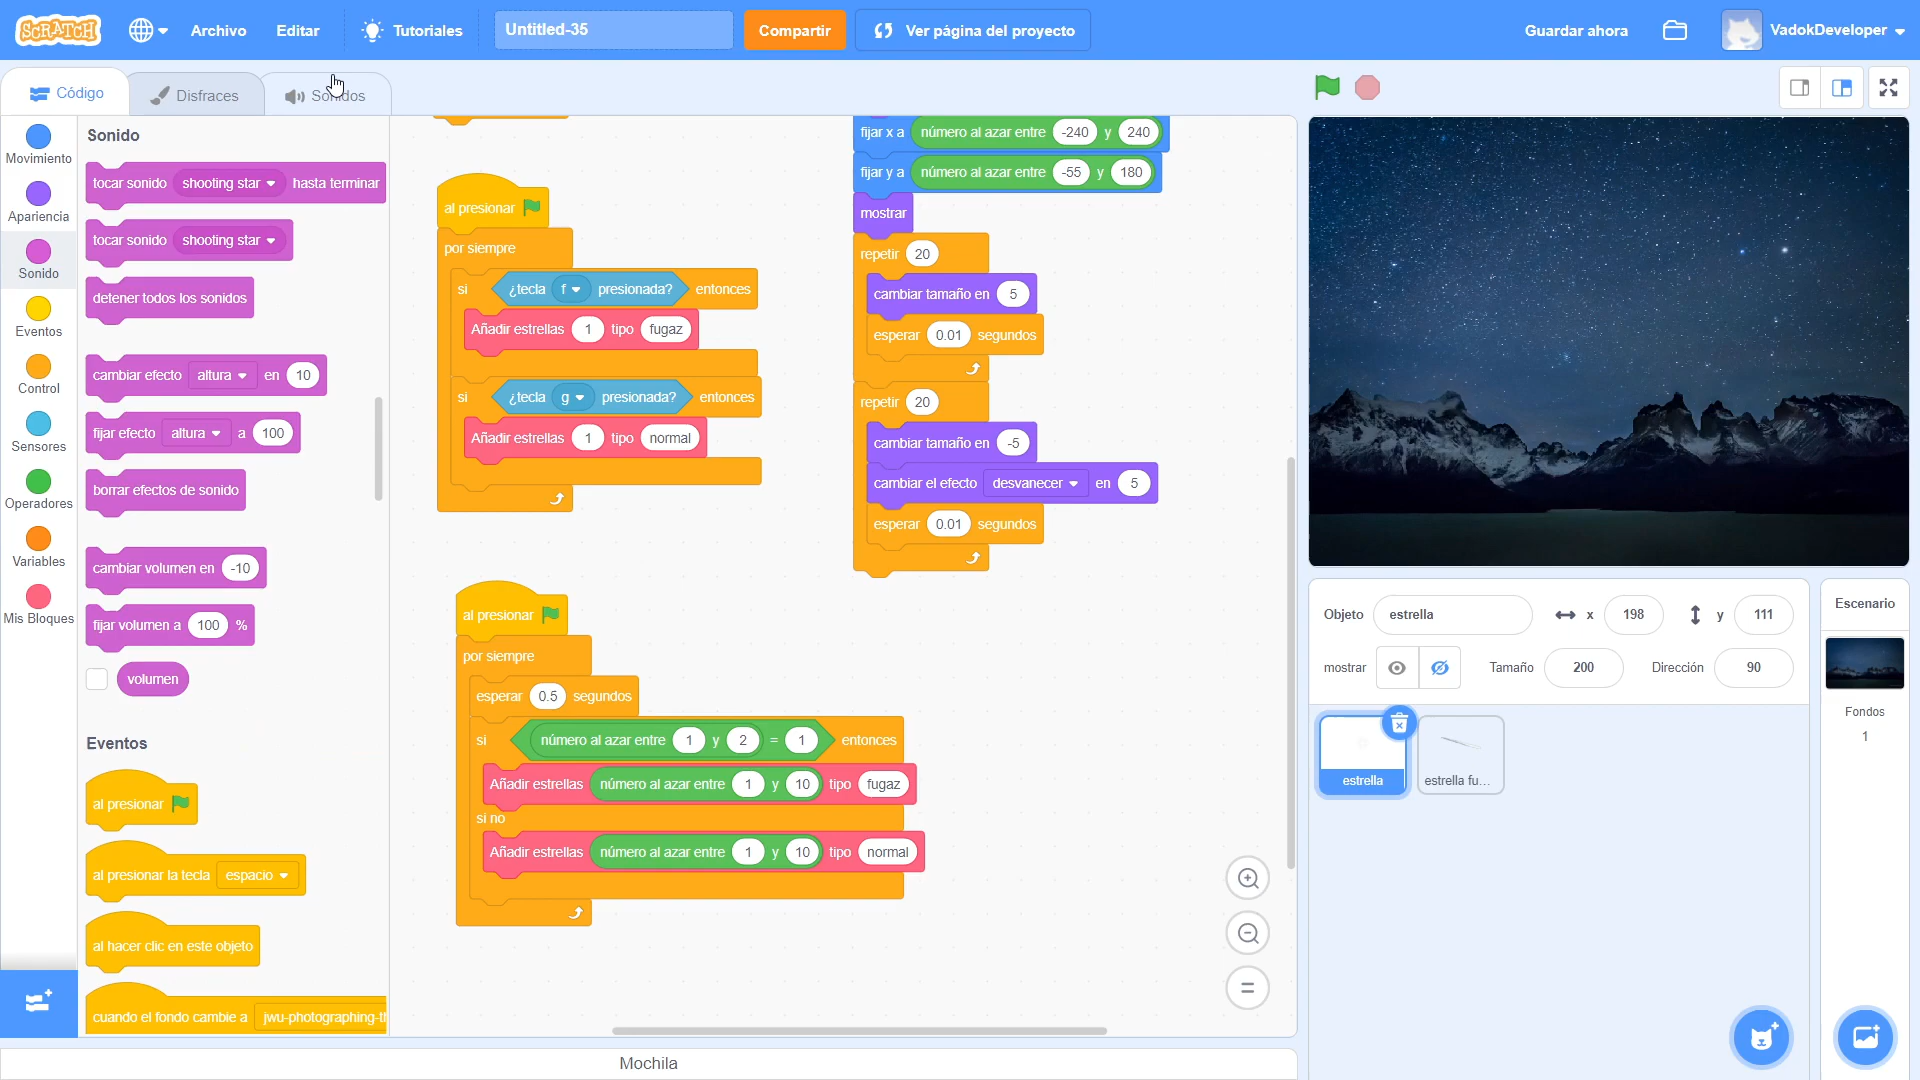 SCRATCH
Archivo
Editar
Tutoriales
Untitled-35
Compartir
Ver página del proyecto
Guardar ahora
VadokDeveloper
Código
Disfraces
Sonidos
Movimiento
Apariencia
Sonido
Eventos
Control
Sensores
Operadores
Variables
Mis Bloques
Sonido
tocar sonido shooting star hasta terminar
tocar sonido shooting star
detener todos los sonidos
cambiar efecto altura en 10
fijar efecto altura a 100
borrar efectos de sonido
cambiar volumen en -10
fijar volumen a 100 %
volumen
Eventos
al presionar
al presionar la tecla espacio
al hacer clic en este objeto
cuando el fondo cambie a jwu-photographing-tf
al presionar
por siempre
si ¿tecla f presionada? entonces
Añadir estrellas 1 tipo fugaz
si ¿tecla g presionada? entonces
Añadir estrellas 1 tipo normal
al presionar
por siempre
esperar 0.5 segundos
si número al azar entre 1 y 2 = 1 entonces
Añadir estrellas número al azar entre 1 y 10 tipo fugaz
si no
Añadir estrellas número al azar entre 1 y 10 tipo normal
fijar x a número al azar entre -240 y 240
fijar y a número al azar entre -55 y 180
mostrar
repetir 20
cambiar tamaño en 5
esperar 0.01 segundos
repetir 20
cambiar tamaño en -5
cambiar el efecto desvanecer en 5
esperar 0.01 segundos
Mochila
Objeto estrella x 198 y 111
mostrar Tamaño 200 Dirección 90
estrella
estrella fu...
Escenario
Fondos
1